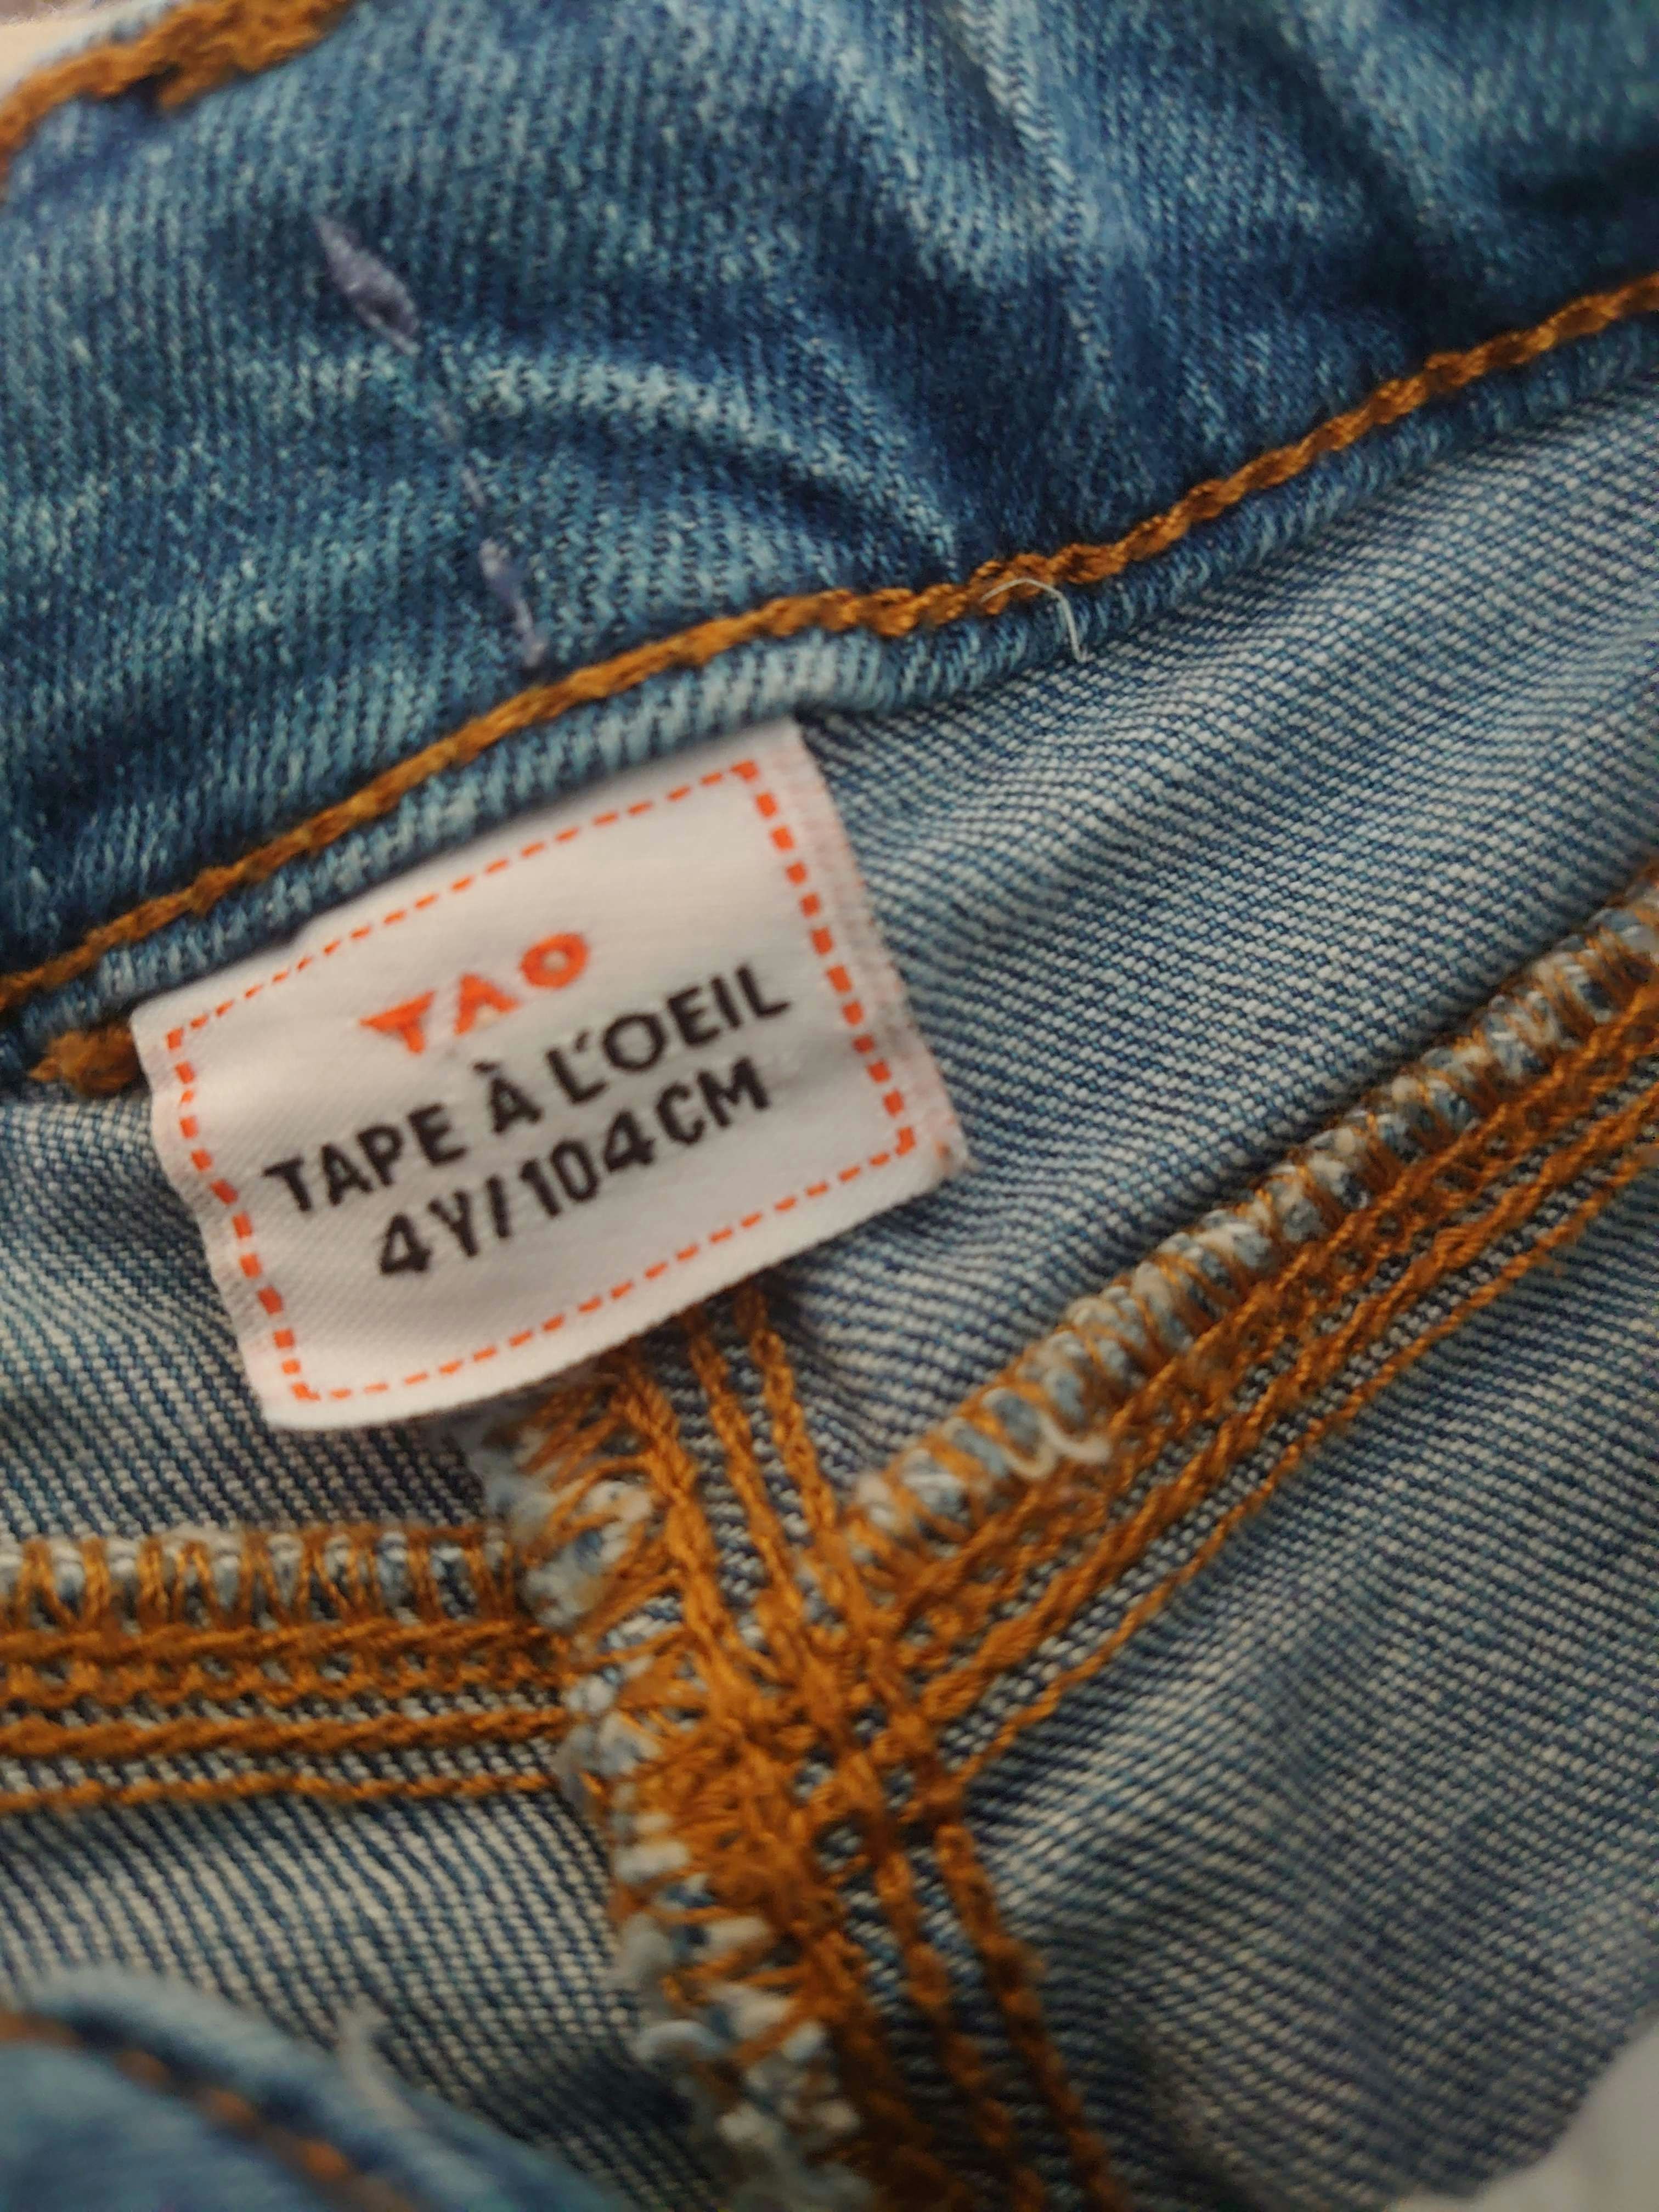 TAO
TAPE À L'OEIL
4Y/104CM